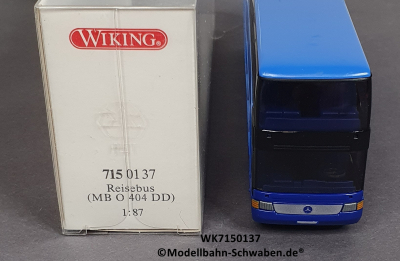 WIKING®
715 0137
Reisebus
(MB O 404 DD)
1:87
WK7150137
©Modellbahn-Schwaben.de®